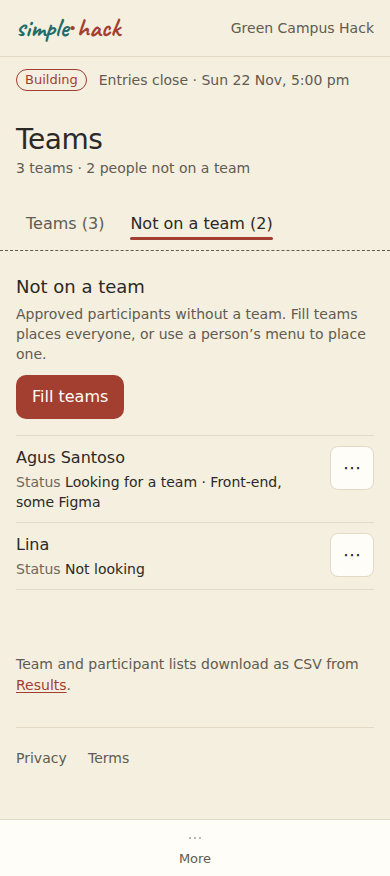 simple·hack
Green Campus Hack
Building
Entries close · Sun 22 Nov, 5:00 pm
Teams
3 teams · 2 people not on a team
Teams (3)
Not on a team (2)
Not on a team
Approved participants without a team. Fill teams
places everyone, or use a person’s menu to place
one.
Fill teams
Agus Santoso
···
Status Looking for a team · Front-end,
some Figma
Lina
···
Status Not looking
Team and participant lists download as CSV from
Results.
Privacy
Terms
···
More